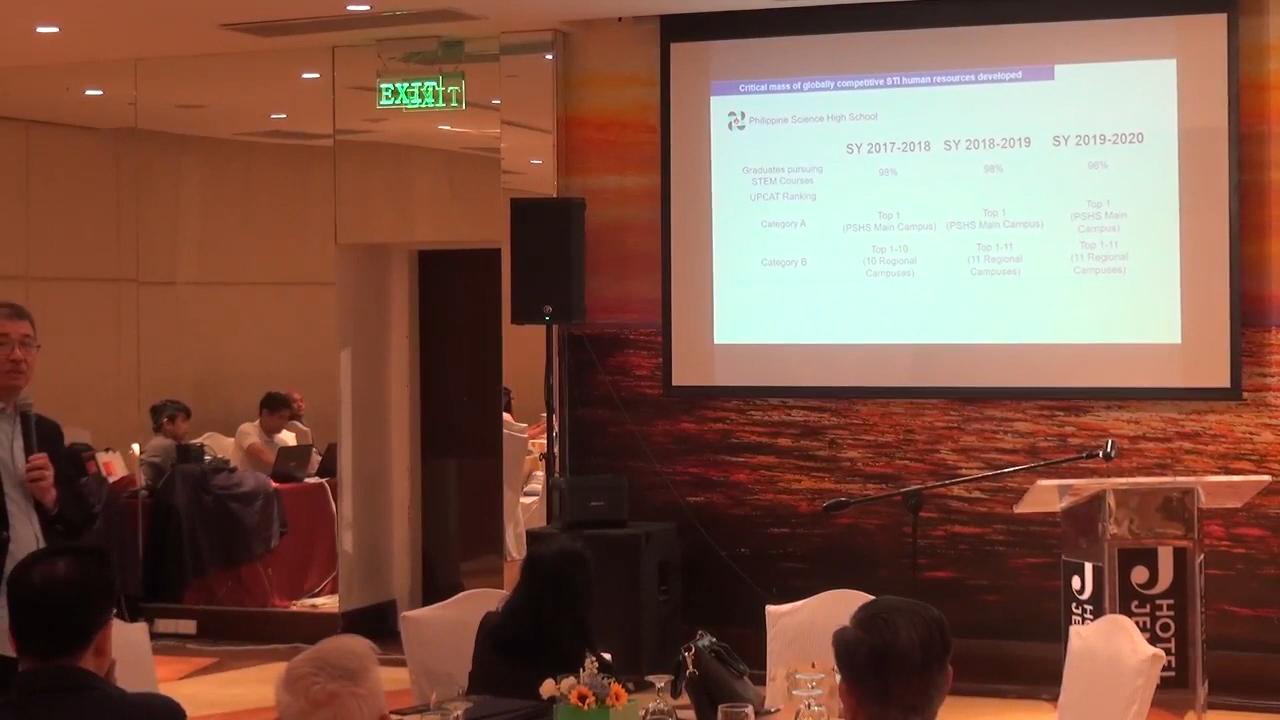 EXIT
Critical mass of globally competitive STI human resources developed
Philippine Science High School
SY 2017-2018 SY 2018-2019 SY 2019-2020
Graduates pursuing
STEM Courses
98% 98% 98%
UPCAT Ranking
Category A
Top 1
(PSHS Main Campus)
Top 1
(PSHS Main Campus)
Top 1
(PSHS Main
Campus)
Category B
Top 1-10
(10 Regional
Campuses)
Top 1-11
(11 Regional
Campuses)
Top 1-11
(11 Regional
Campuses)
J
HOTEL